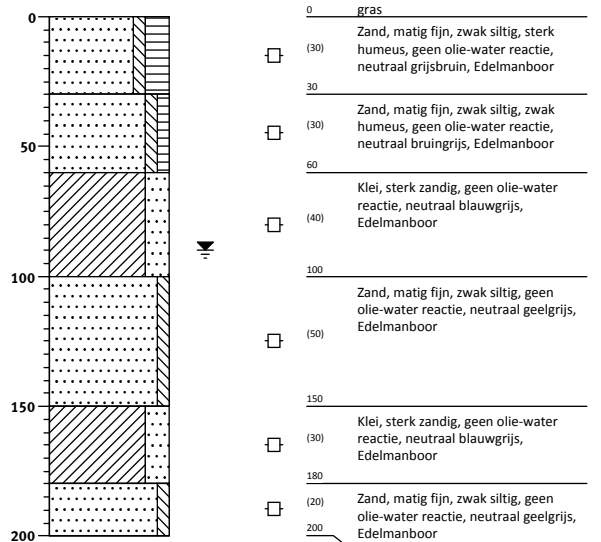 0
50
100
150
200
0 gras
(30)
Zand, matig fijn, zwak siltig, sterk
humeus, geen olie-water reactie,
neutraal grijsbruin, Edelmanboor
30
(30)
Zand, matig fijn, zwak siltig, zwak
humeus, geen olie-water reactie,
neutraal bruingrijs, Edelmanboor
60
(40)
Klei, sterk zandig, geen olie-water
reactie, neutraal blauwgrijs,
Edelmanboor
100
(50)
Zand, matig fijn, zwak siltig, geen
olie-water reactie, neutraal geelgrijs,
Edelmanboor
150
(30)
Klei, sterk zandig, geen olie-water
reactie, neutraal blauwgrijs,
Edelmanboor
180
(20)
Zand, matig fijn, zwak siltig, geen
olie-water reactie, neutraal geelgrijs,
Edelmanboor
200